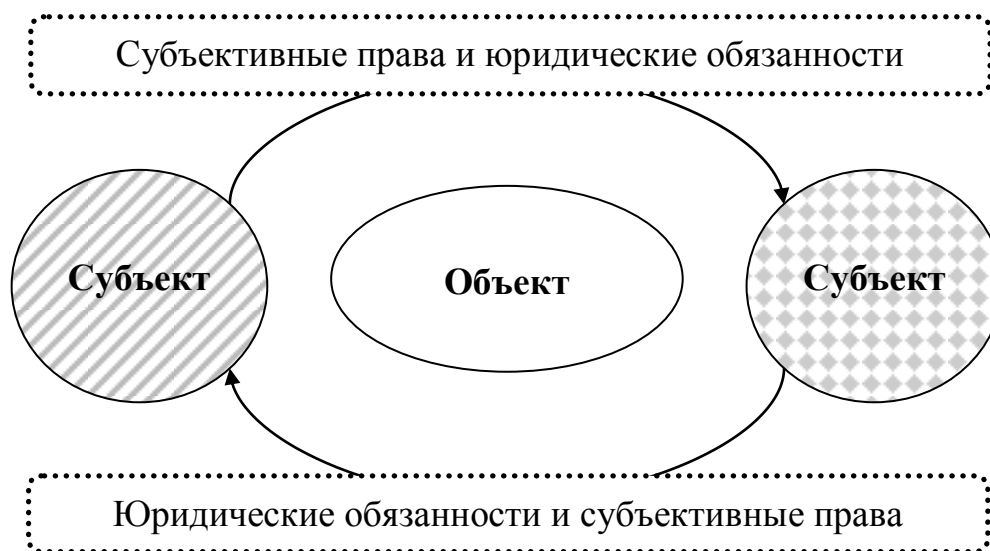 Субъективные права и юридические обязанности
Субъект
Объект
Субъект
Юридические обязанности и субъективные права